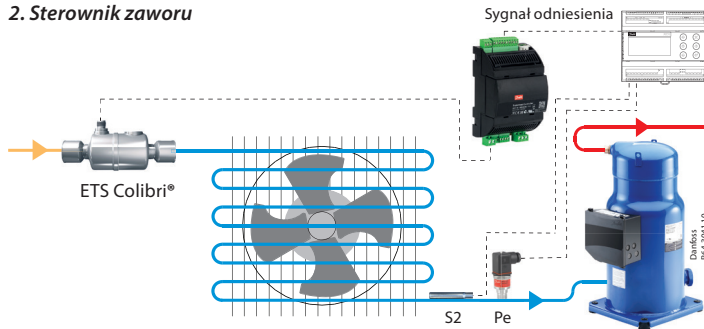 2. Sterownik zaworu
Sygnał odniesienia
ETS Colibri®
S2
Pe
Danfoss